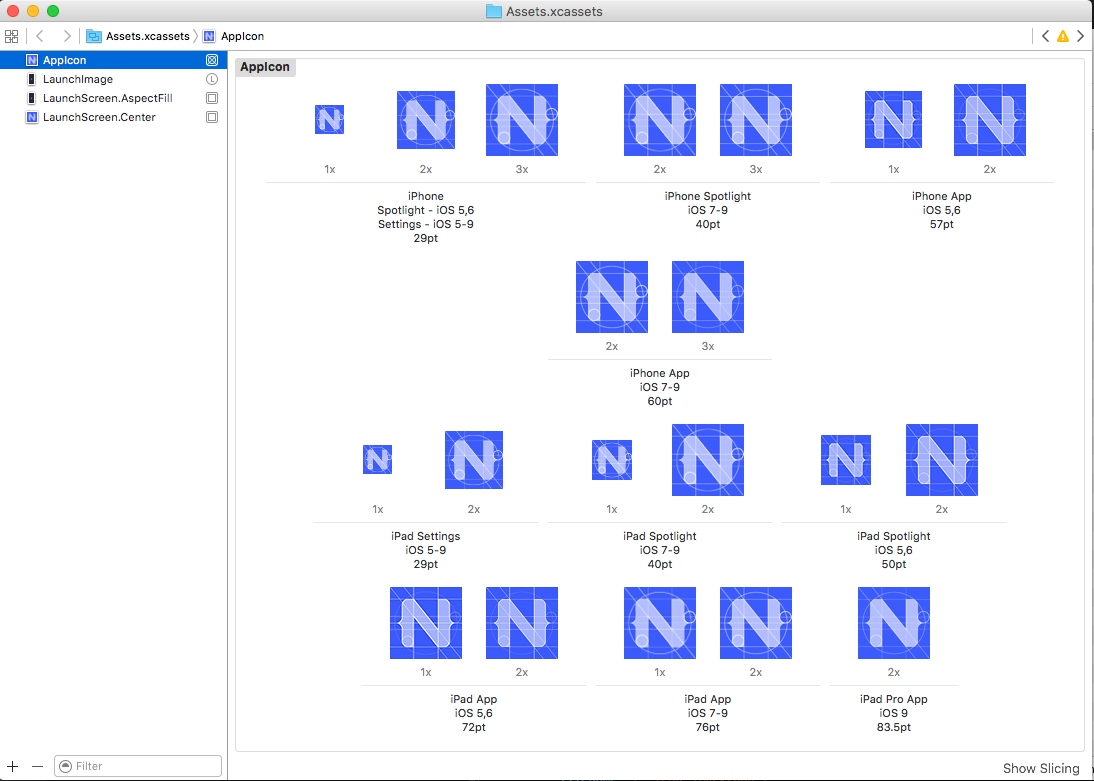 Assets.xcassets
Assets.xcassets AppIcon
AppIcon
LaunchImage L
LaunchScreen.AspectFill
LaunchScreen.Center
AppIcon
N N N N N N N
1x 2x 3x 2x 3x 1x 2x
iPhone
Spotlight - iOS 5,6
Settings - iOS 5-9
29pt
iPhone Spotlight
iOS 7-9
40pt
iPhone App
iOS 5,6
57pt
N N
2x 3x
iPhone App
iOS 7-9
60pt
N N N N N N
1x 2x 1x 2x 1x 2x
iPad Settings
iOS 5-9
29pt
iPad Spotlight
iOS 7-9
40pt
iPad Spotlight
iOS 5,6
50pt
N N N N N
1x 2x 1x 2x 2x
iPad App
iOS 5,6
72pt
iPad App
iOS 7-9
76pt
iPad Pro App
iOS 9
83.5pt
Filter
Show Slicing